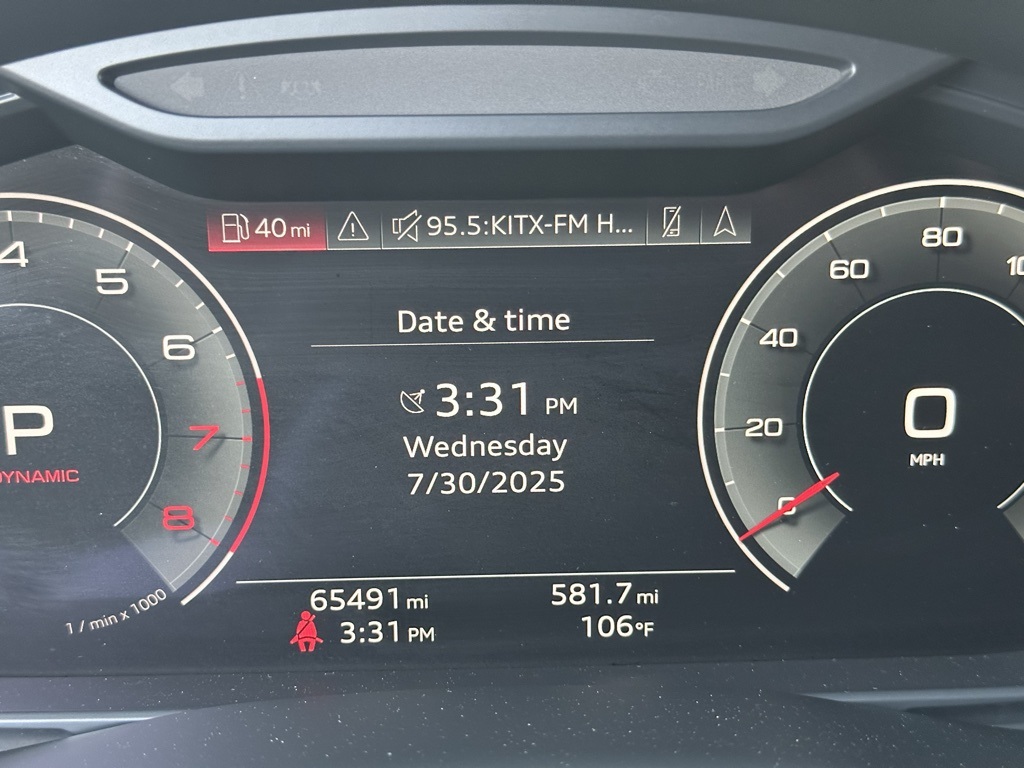 40 mi
95.5:KITX-FM H...
Date & time
3:31 PM
Wednesday
7/30/2025
65491 mi
581.7 mi
3:31 PM
106°F
4
5
6
7
8
P
DYNAMIC
1 / min x 1000
0
20
40
60
80
0
MPH